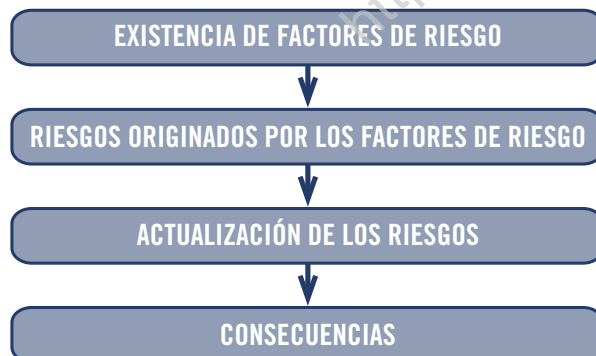 EXISTENCIA DE FACTORES DE RIESGO
RIESGOS ORIGINADOS POR LOS FACTORES DE RIESGO
ACTUALIZACIÓN DE LOS RIESGOS
CONSECUENCIAS